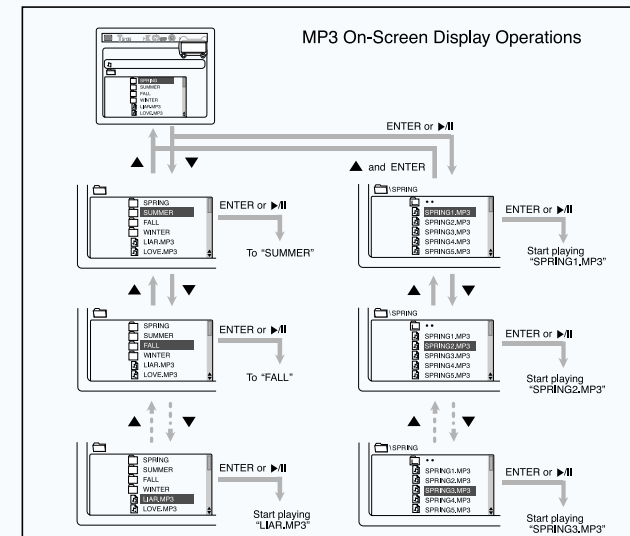 MP3 On-Screen Display Operations
SPRING
SUMMER
FALL
WINTER
LIAR.MP3
LOVE.MP3
ENTER or ▶/II
▲ ▼
▲ and ENTER
SPRING
SUMMER
FALL
WINTER
LIAR.MP3
LOVE.MP3
ENTER or ▶/II
To "SUMMER"
\SPRING
..
SPRING1.MP3
SPRING2.MP3
SPRING3.MP3
SPRING4.MP3
SPRING5.MP3
ENTER or ▶/II
Start playing
"SPRING1.MP3"
▲ ▼
▲ ▼
SPRING
SUMMER
FALL
WINTER
LIAR.MP3
LOVE.MP3
ENTER or ▶/II
To "FALL"
\SPRING
..
SPRING1.MP3
SPRING2.MP3
SPRING3.MP3
SPRING4.MP3
SPRING5.MP3
ENTER or ▶/II
Start playing
"SPRING2.MP3"
▲ ▼
▲ ▼
SPRING
SUMMER
FALL
WINTER
LIAR.MP3
LOVE.MP3
ENTER or ▶/II
Start playing
"LIAR.MP3"
\SPRING
..
SPRING1.MP3
SPRING2.MP3
SPRING3.MP3
SPRING4.MP3
SPRING5.MP3
ENTER or ▶/II
Start playing
"SPRING3.MP3"